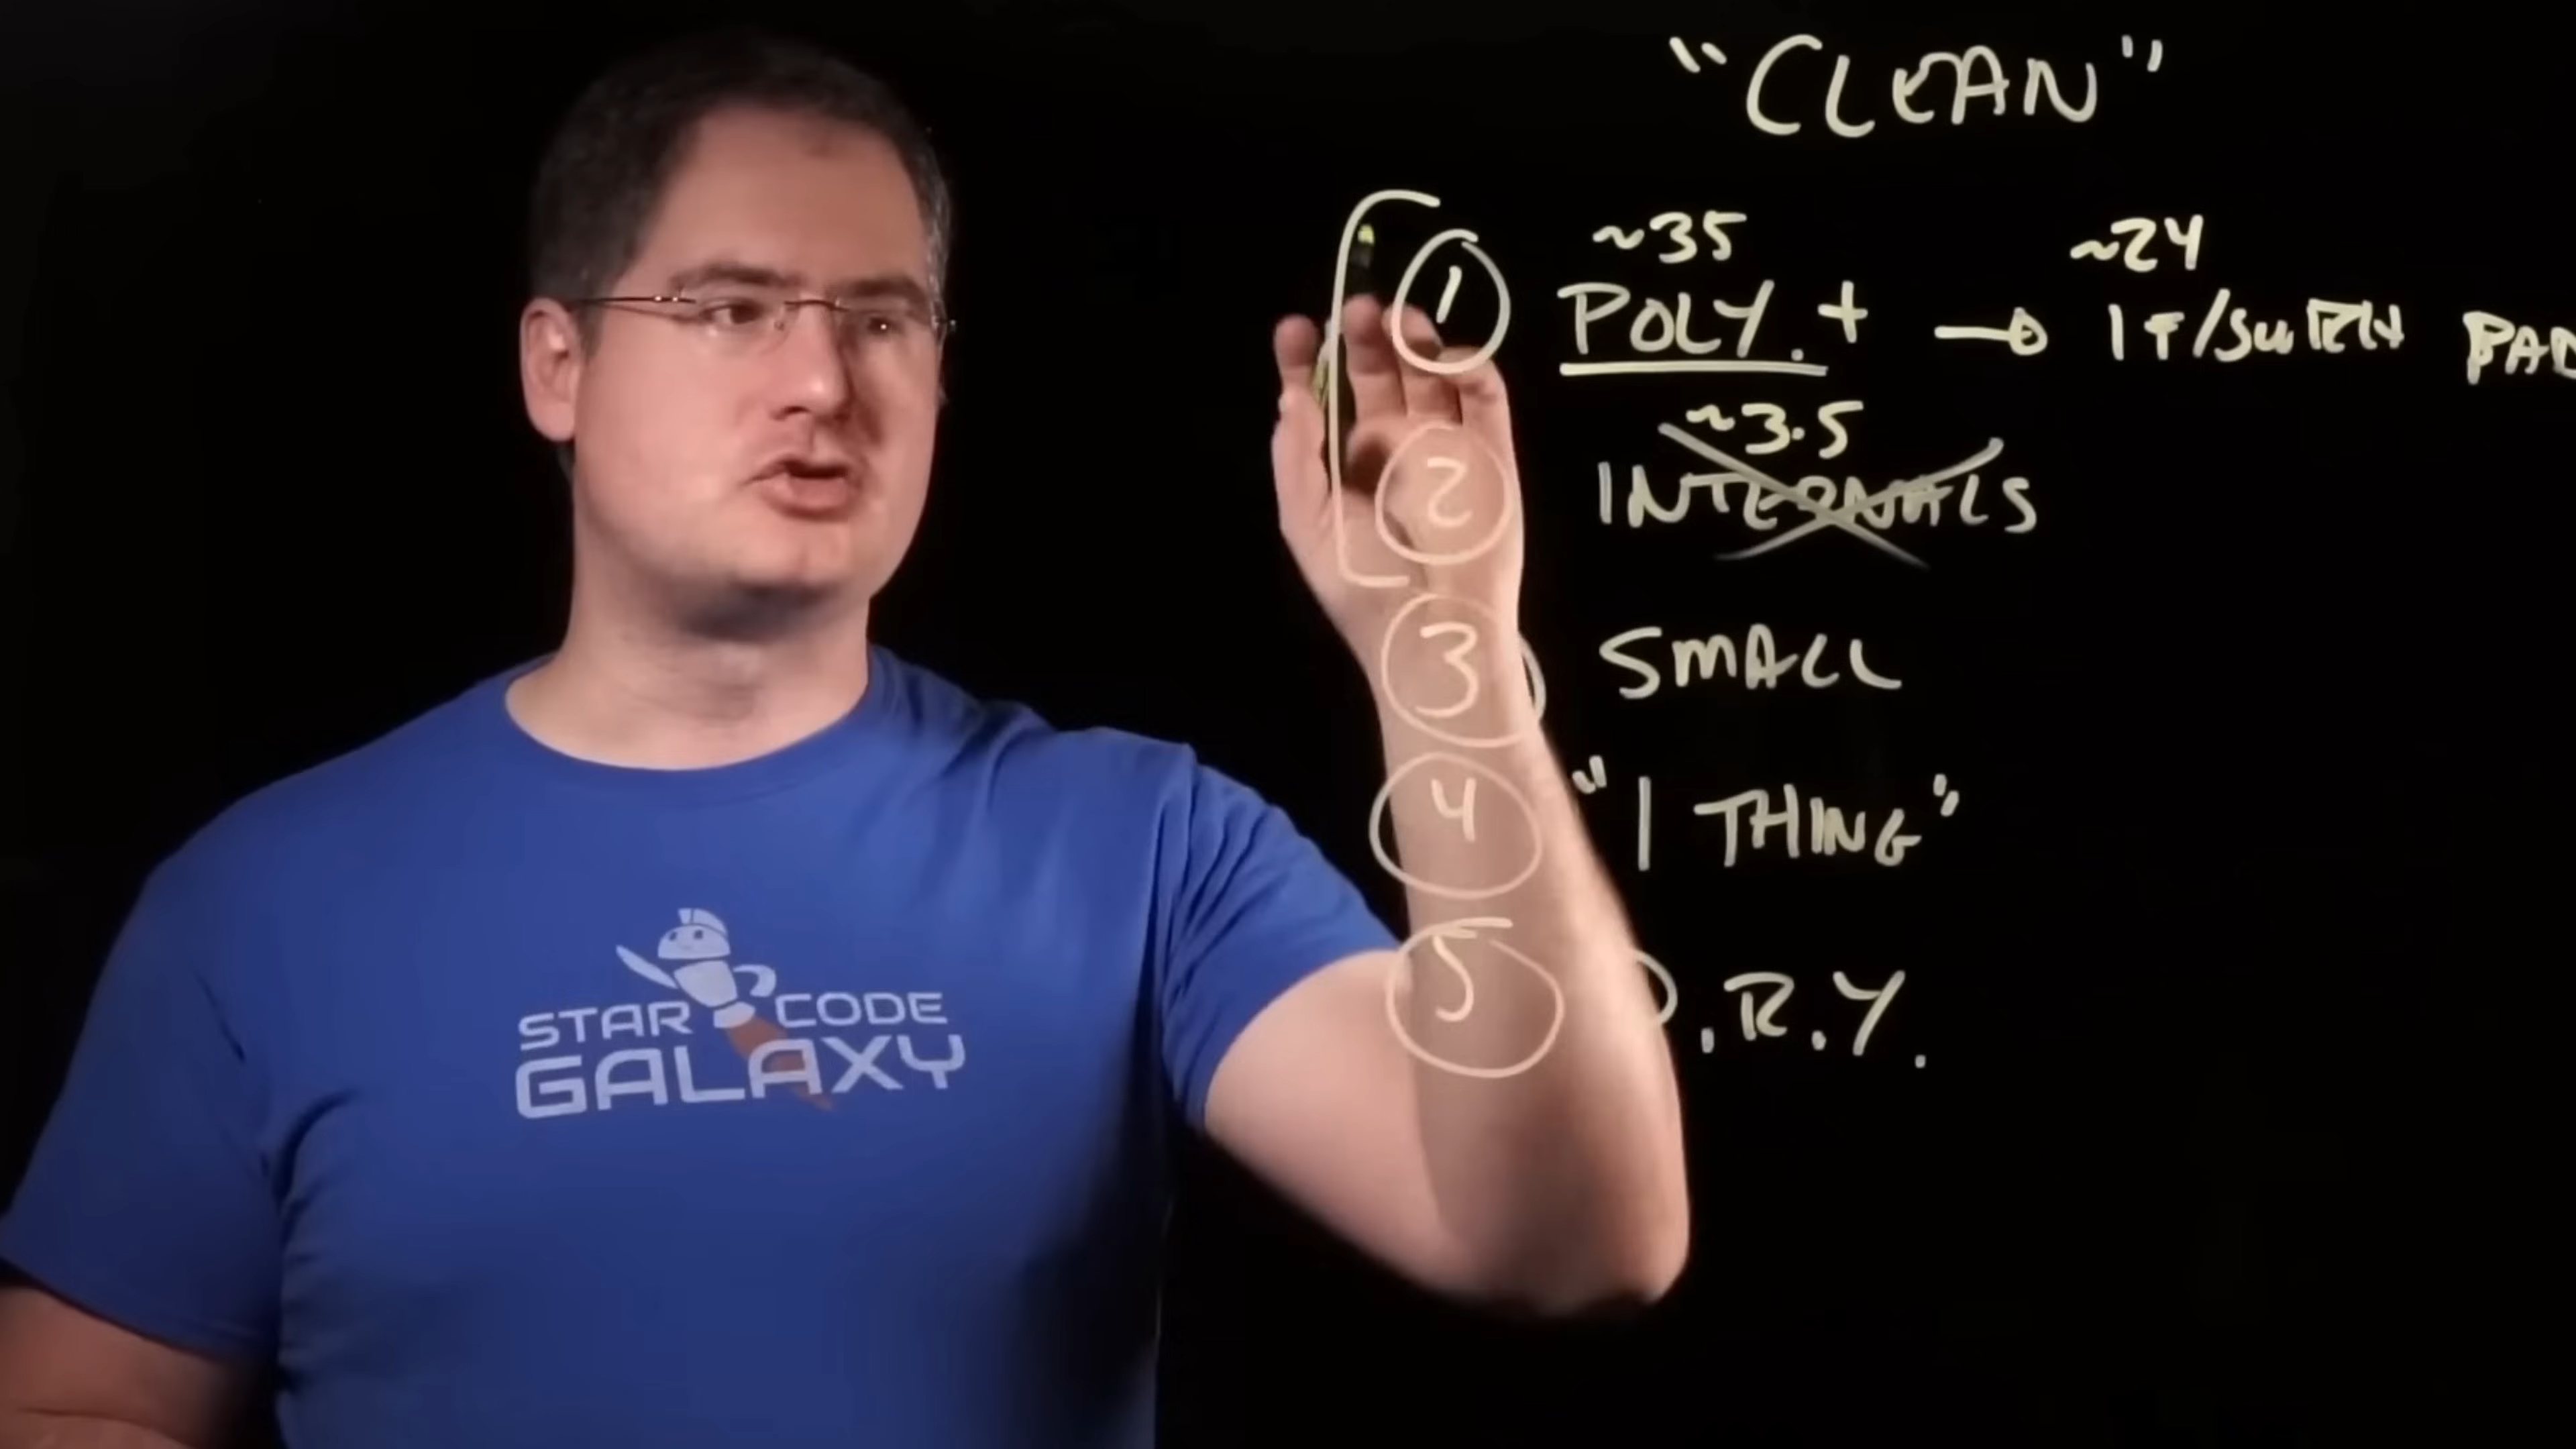 "CLEAN"
~35 ~24
1 POLY. + → IF/SWITCH BAD
~3.5
2 INTERNALS
3 SMALL
4 "1 THING"
5 D.R.Y.
STAR CODE
GALAXY